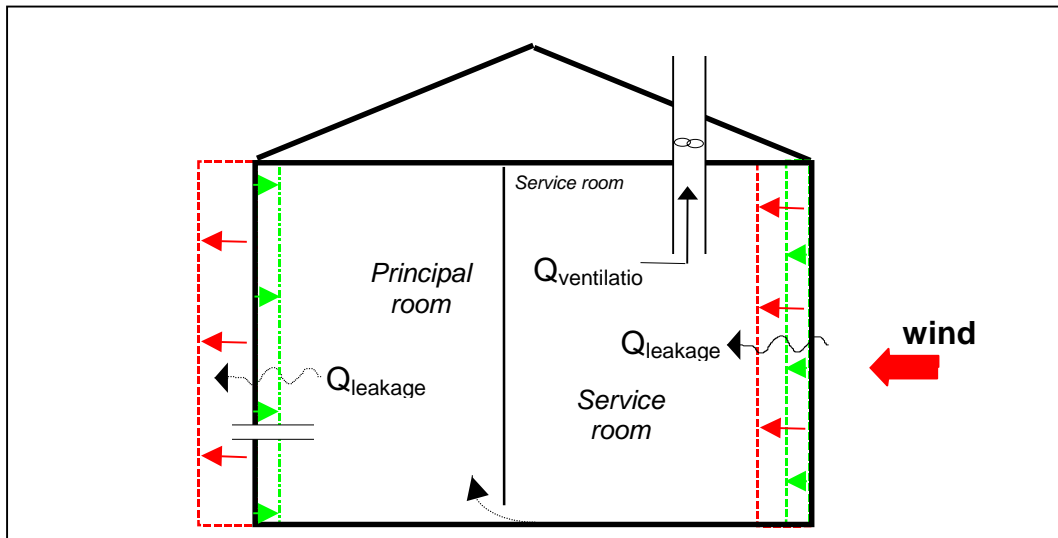 Service room
Principal
room
Qventilatio
Qleakage
wind
Qleakage
Service
room